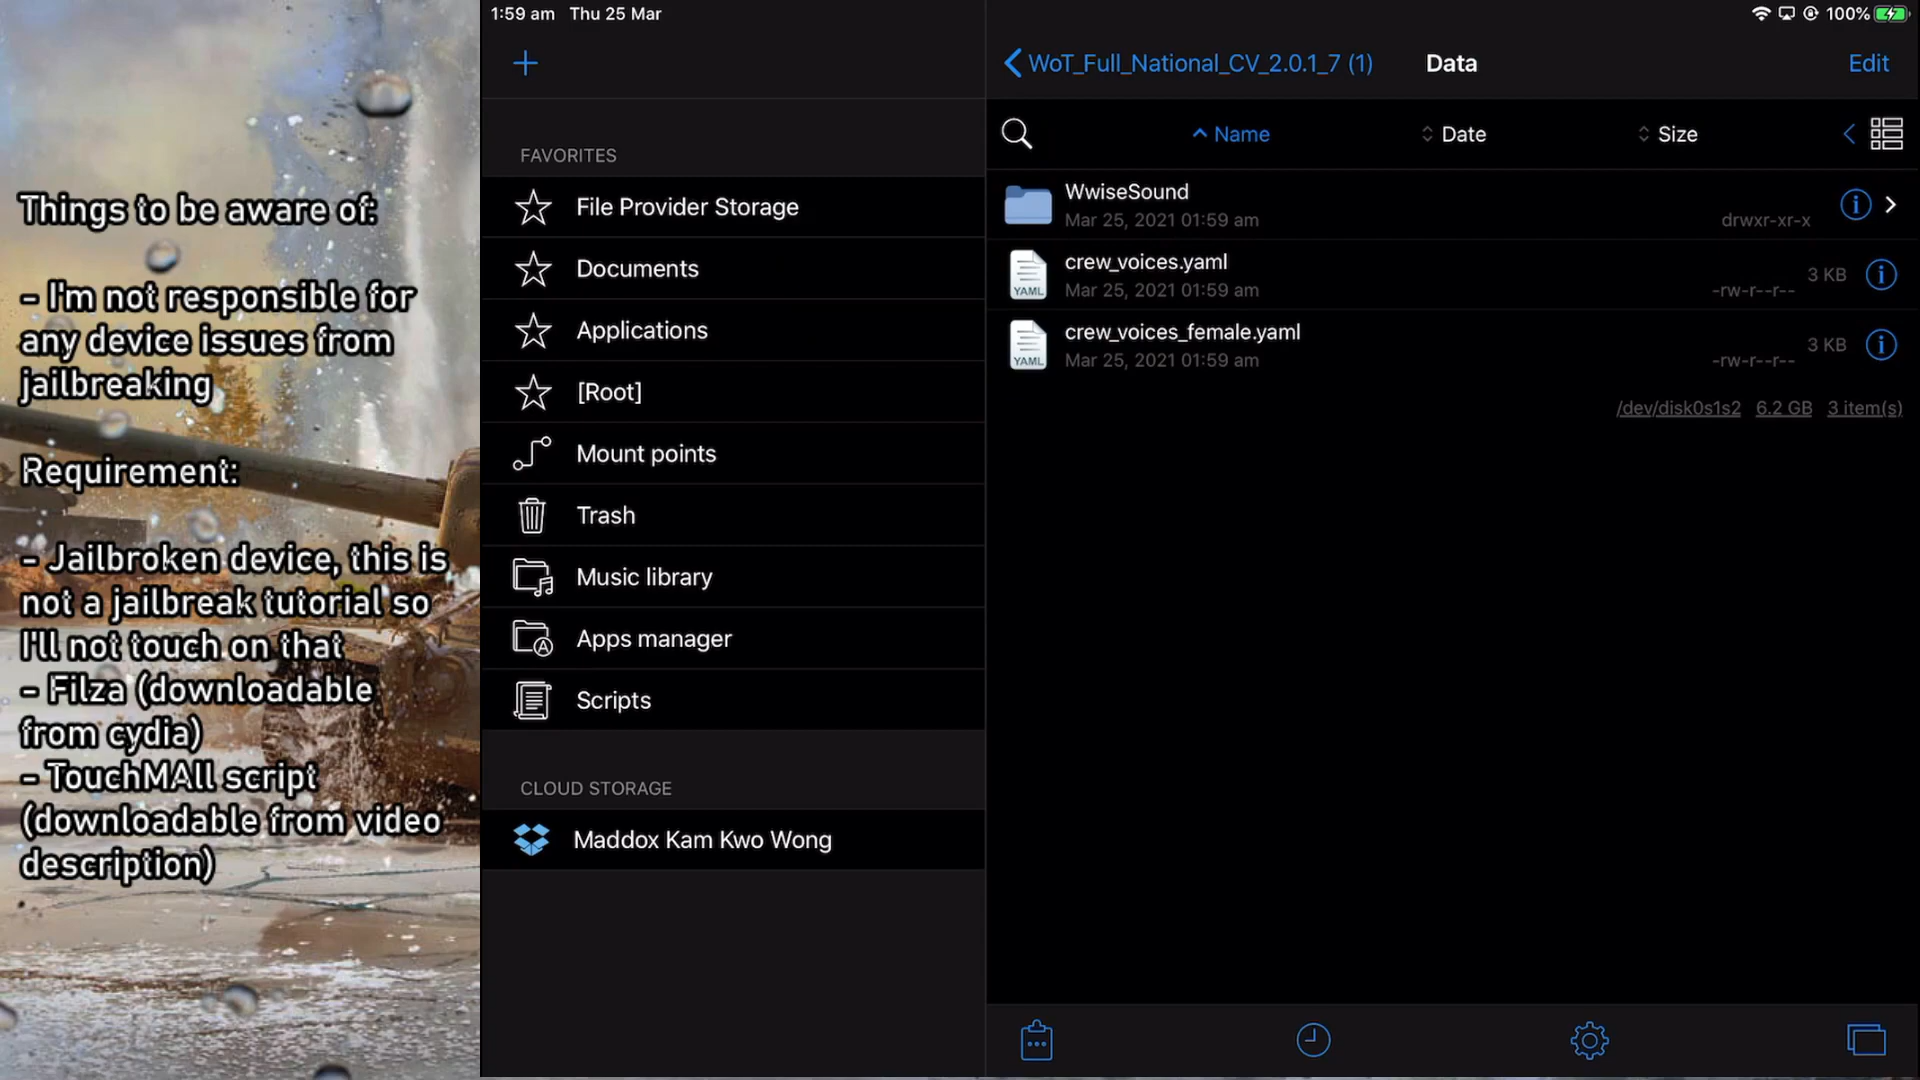 Things to be aware of:
- I'm not responsible for
any device issues from
jailbreaking
Requirement:
- Jailbroken device, this is
not a jailbreak tutorial so
I'll not touch on that
- Filza (downloadable
from cydia)
- TouchMAll script
(downloadable from video
description)
1:59 am Thu 25 Mar
FAVORITES
File Provider Storage
Documents
Applications
[Root]
Mount points
Trash
Music library
Apps manager
Scripts
CLOUD STORAGE
Maddox Kam Kwo Wong
100%
WoT_Full_National_CV_2.0.1_7 (1) Data Edit
Name Date Size
WwiseSound
Mar 25, 2021 01:59 am drwxr-xr-x
YAML crew_voices.yaml 3 KB
Mar 25, 2021 01:59 am -rw-r--r--
YAML crew_voices_female.yaml 3 KB
Mar 25, 2021 01:59 am -rw-r--r--
/dev/disk0s1s2 6.2 GB 3 item(s)